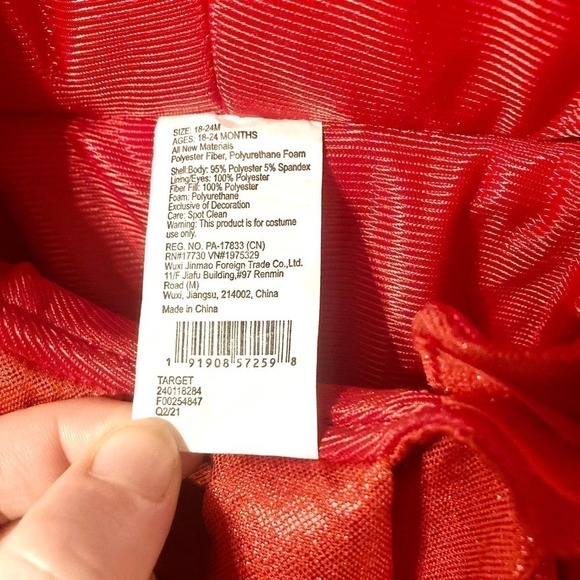 SIZE: 18-24M
AGES: 18-24 MONTHS
All New Materials
Polyester Fiber, Polyurethane Foam
Shell:Body: 95% Polyester 5% Spandex
Lining/Eyes: 100% Polyester
Fiber Fill: 100% Polyester
Foam: Polyurethane
Exclusive of Decoration
Care: Spot Clean
Warning: This product is for costume
use only.
REG. NO. PA-17833 (CN)
RN#17730 VN#1975329
Wuxi Jinmao Foreign Trade Co.,Ltd.
11/F Jiafu Building,#97 Renmin
Road (M)
Wuxi, Jiangsu, 214002, China
Made in China
1 91908 57259 8
TARGET
240118284
F00254847
Q2/21